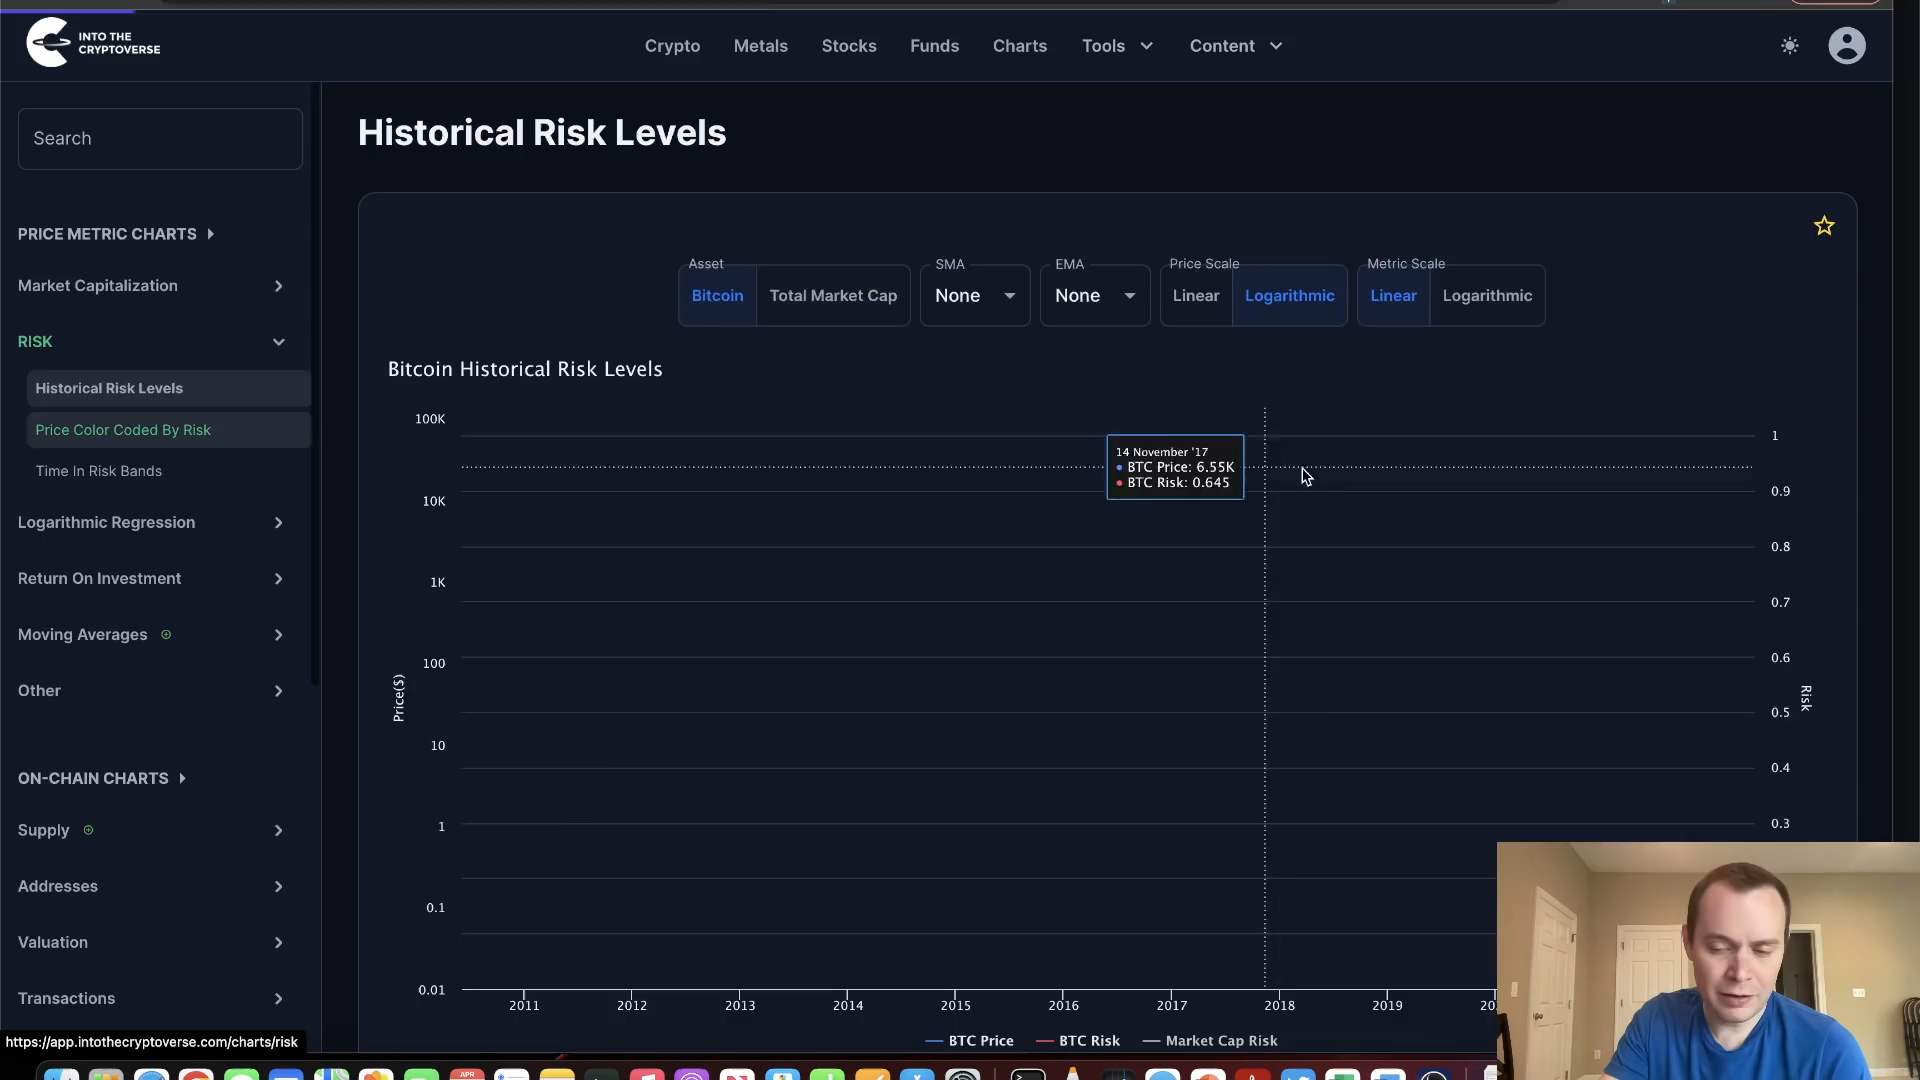 INTO THE
CRYPTOVERSE
Crypto
Metals
Stocks
Funds
Charts
Tools
Content
Search
PRICE METRIC CHARTS
Market Capitalization
RISK
Historical Risk Levels
Price Color Coded By Risk
Time In Risk Bands
Logarithmic Regression
Return On Investment
Moving Averages
Other
ON-CHAIN CHARTS
Supply
Addresses
Valuation
Transactions
https://app.intothecryptoverse.com/charts/risk
Historical Risk Levels
Asset
Bitcoin
Total Market Cap
SMA
None
EMA
None
Price Scale
Linear
Logarithmic
Metric Scale
Linear
Logarithmic
Bitcoin Historical Risk Levels
100K
10K
1K
100
10
1
0.1
0.01
Price($)
14 November '17
BTC Price: 6.55K
BTC Risk: 0.645
1
0.9
0.8
0.7
0.6
0.5
0.4
0.3
Risk
2011
2012
2013
2014
2015
2016
2017
2018
2019
BTC Price
BTC Risk
Market Cap Risk
APR